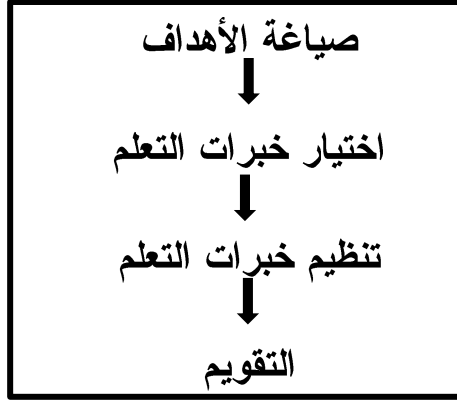 صياغة الأهداف
اختيار خبرات التعلم
تنظيم خبرات التعلم
التقويم